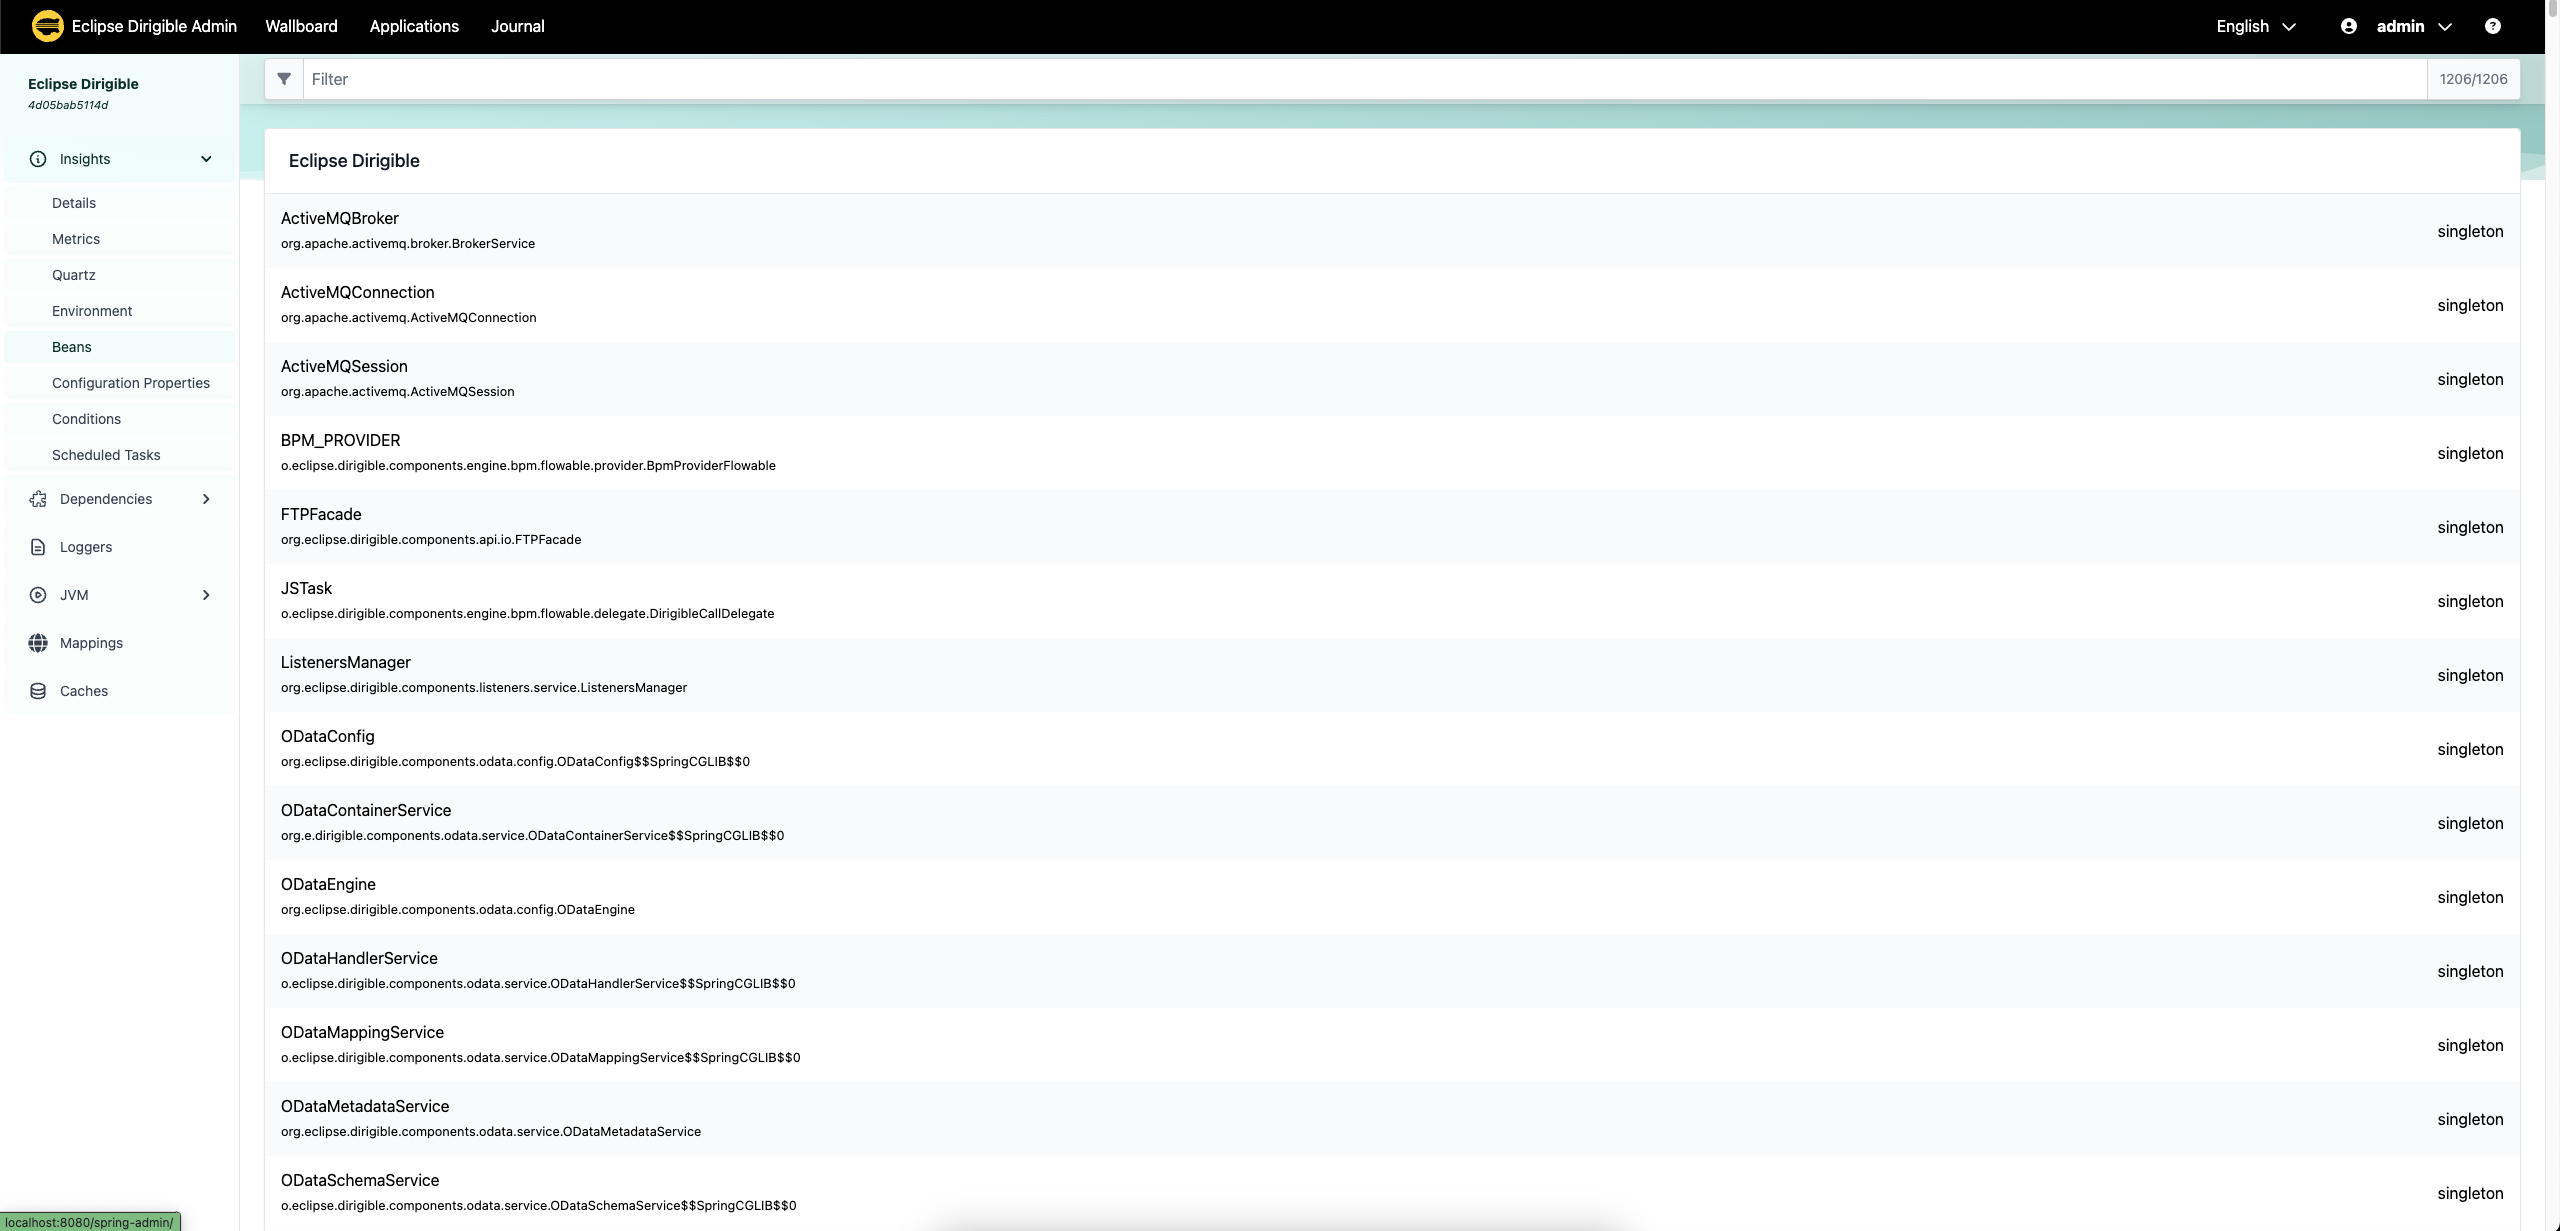 Eclipse Dirigible Admin Wallboard Applications Journal English admin ?
Eclipse Dirigible
4d05bab5114d
Insights
Details
Metrics
Quartz
Environment
Beans
Configuration Properties
Conditions
Scheduled Tasks
Dependencies
Loggers
JVM
Mappings
Caches
Filter 1206/1206
Eclipse Dirigible
ActiveMQBroker
org.apache.activemq.broker.BrokerService
singleton
ActiveMQConnection
org.apache.activemq.ActiveMQConnection
singleton
ActiveMQSession
org.apache.activemq.ActiveMQSession
singleton
BPM_PROVIDER
o.eclipse.dirigible.components.engine.bpm.flowable.provider.BpmProviderFlowable
singleton
FTPFacade
org.eclipse.dirigible.components.api.io.FTPFacade
singleton
JSTask
o.eclipse.dirigible.components.engine.bpm.flowable.delegate.DirigibleCallDelegate
singleton
ListenersManager
org.eclipse.dirigible.components.listeners.service.ListenersManager
singleton
ODataConfig
org.eclipse.dirigible.components.odata.config.ODataConfig$$SpringCGLIB$$0
singleton
ODataContainerService
org.e.dirigible.components.odata.service.ODataContainerService$$SpringCGLIB$$0
singleton
ODataEngine
org.eclipse.dirigible.components.odata.config.ODataEngine
singleton
ODataHandlerService
o.eclipse.dirigible.components.odata.service.ODataHandlerService$$SpringCGLIB$$0
singleton
ODataMappingService
o.eclipse.dirigible.components.odata.service.ODataMappingService$$SpringCGLIB$$0
singleton
ODataMetadataService
org.eclipse.dirigible.components.odata.service.ODataMetadataService
singleton
ODataSchemaService
o.eclipse.dirigible.components.odata.service.ODataSchemaService$$SpringCGLIB$$0
singleton
localhost:8080/spring-admin/